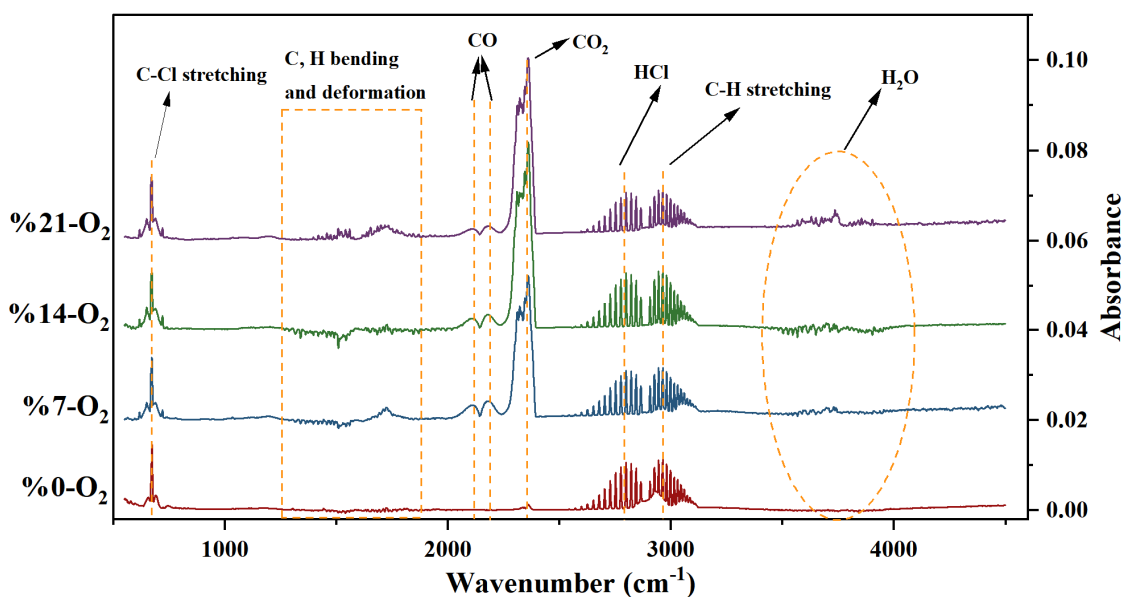 C-Cl stretching
C, H bending
and deformation
CO
CO₂
HCl
C-H stretching
H₂O
%21-O₂
%14-O₂
%7-O₂
%0-O₂
0.10
0.08
0.06
0.04
0.02
0.00
Absorbance
1000
2000
3000
4000
Wavenumber (cm⁻¹)